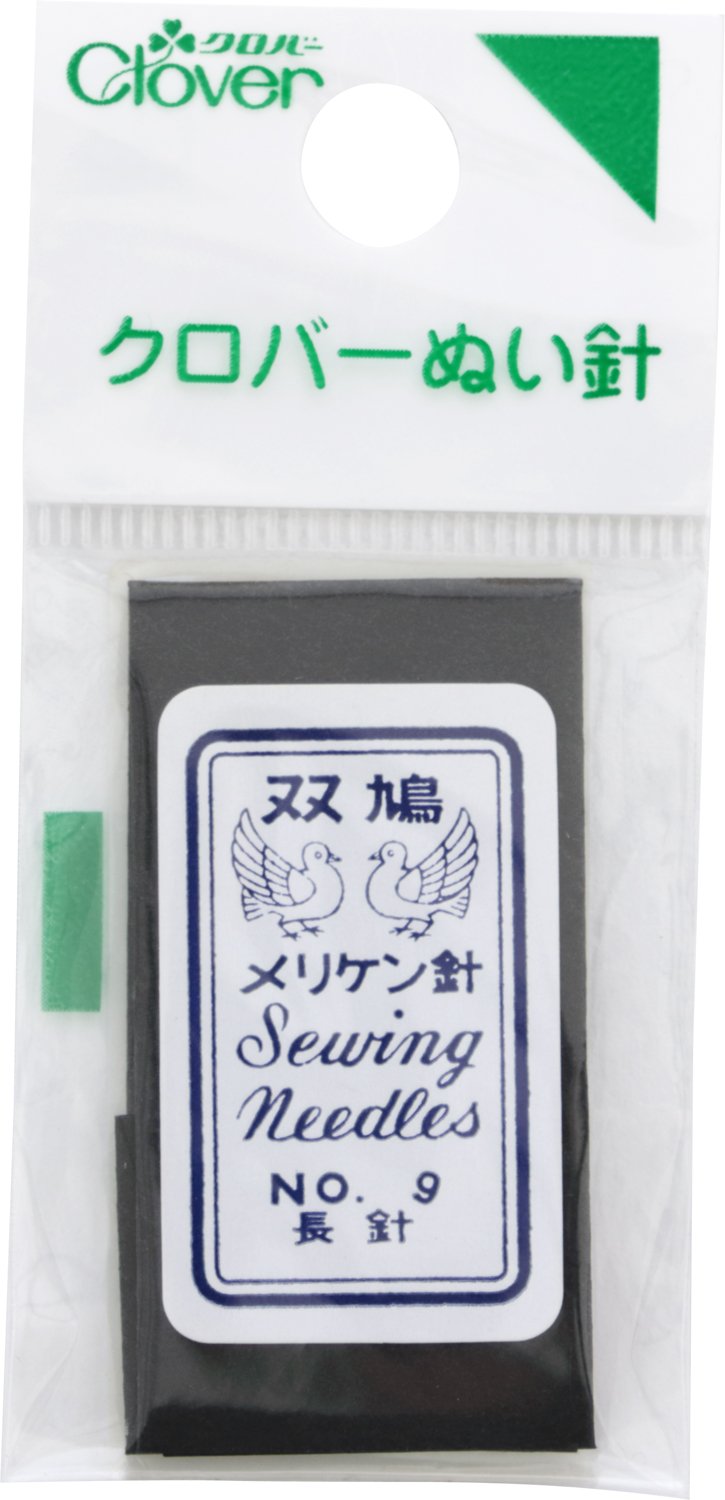 クロバー
Clover
クロバーぬい針
双鳩
メリケン針
Sewing
Needles
NO. 9
長針